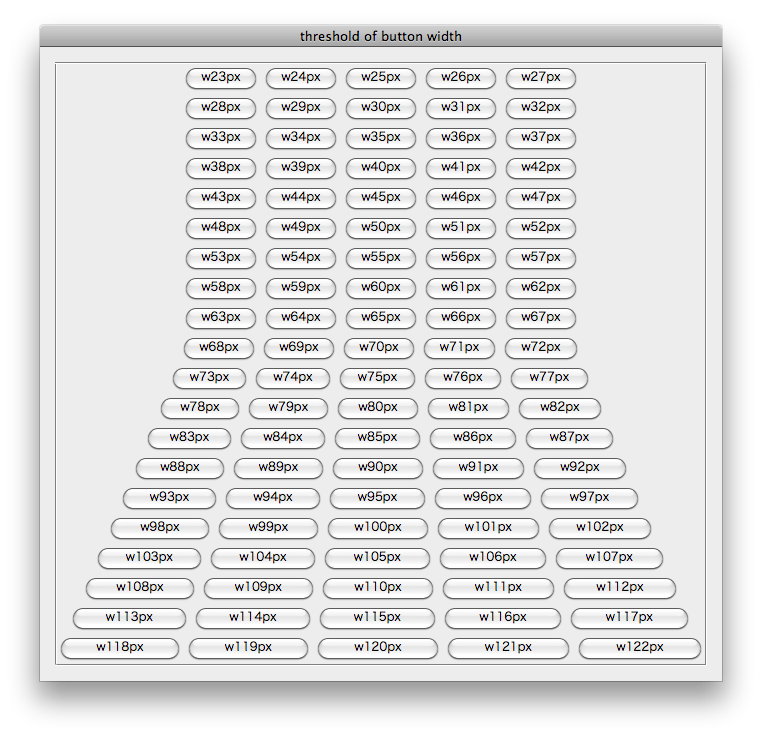 threshold of button width
w23px w24px w25px w26px w27px
w28px w29px w30px w31px w32px
w33px w34px w35px w36px w37px
w38px w39px w40px w41px w42px
w43px w44px w45px w46px w47px
w48px w49px w50px w51px w52px
w53px w54px w55px w56px w57px
w58px w59px w60px w61px w62px
w63px w64px w65px w66px w67px
w68px w69px w70px w71px w72px
w73px w74px w75px w76px w77px
w78px w79px w80px w81px w82px
w83px w84px w85px w86px w87px
w88px w89px w90px w91px w92px
w93px w94px w95px w96px w97px
w98px w99px w100px w101px w102px
w103px w104px w105px w106px w107px
w108px w109px w110px w111px w112px
w113px w114px w115px w116px w117px
w118px w119px w120px w121px w122px